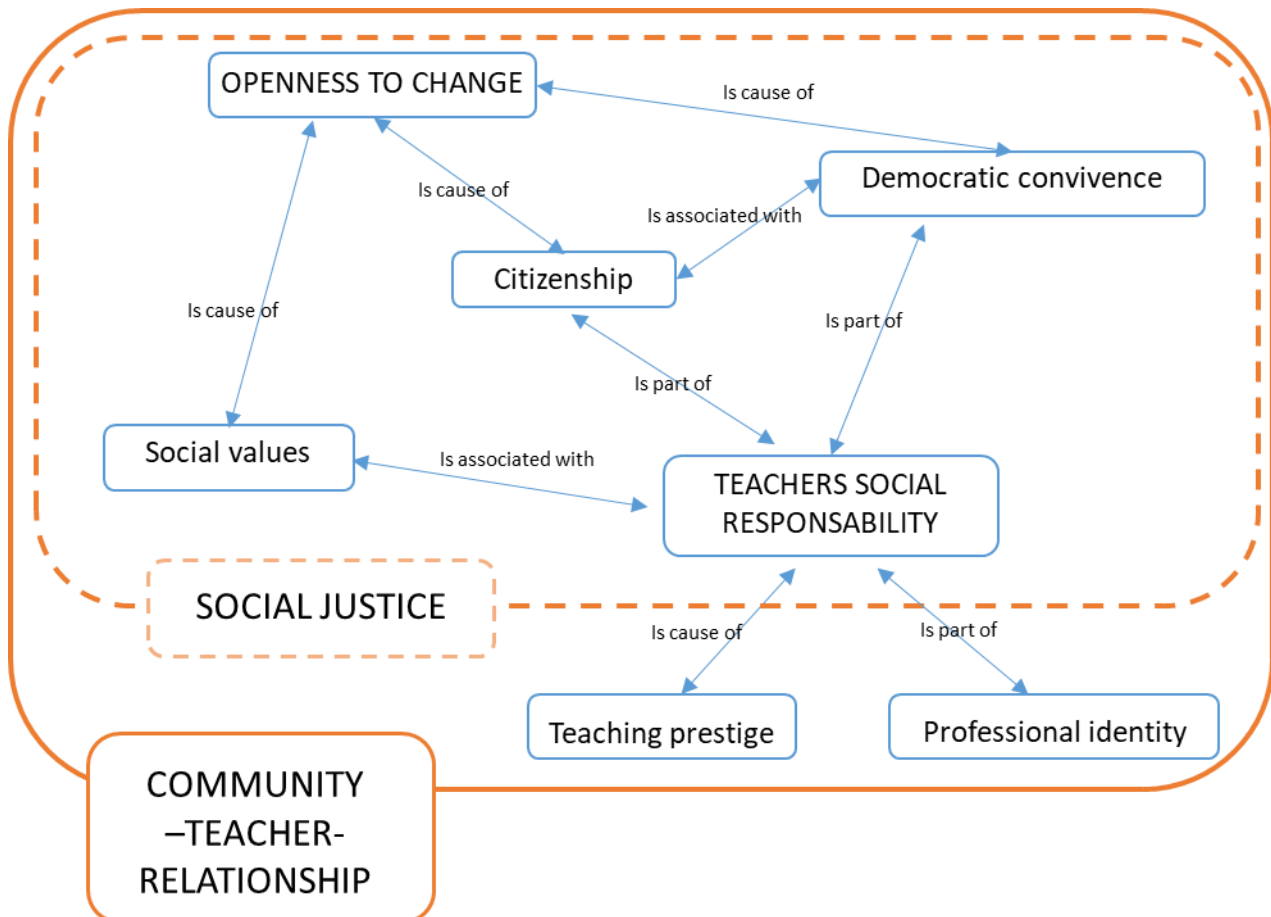 OPENNESS TO CHANGE
Is cause of
Democratic convivence
Is cause of
Is associated with
Citizenship
Is cause of
Is part of
Is part of
Social values
Is associated with
TEACHERS SOCIAL
RESPONSABILITY
SOCIAL JUSTICE
Is cause of
Is part of
Teaching prestige
Professional identity
COMMUNITY
–TEACHER-
RELATIONSHIP